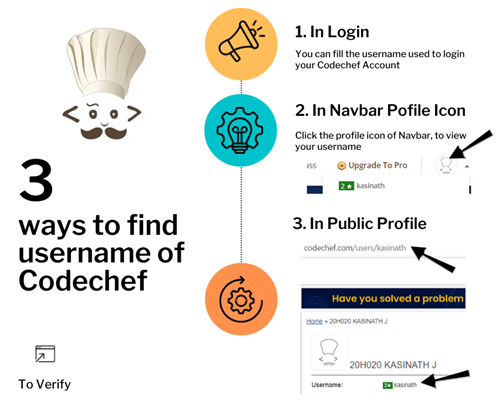 3
ways to find
username of
Codechef
To Verify
1. In Login
You can fill the username used to login
your Codechef Account
2. In Navbar Pofile Icon
Click the profile icon of Navbar, to view
your username
Upgrade To Pro
2★ kasinath
3. In Public Profile
codechef.com/users/kasinath
Have you solved a problem
Home » 20H020 KASINATH J
20H020 KASINATH J
Username: 2★ kasinath